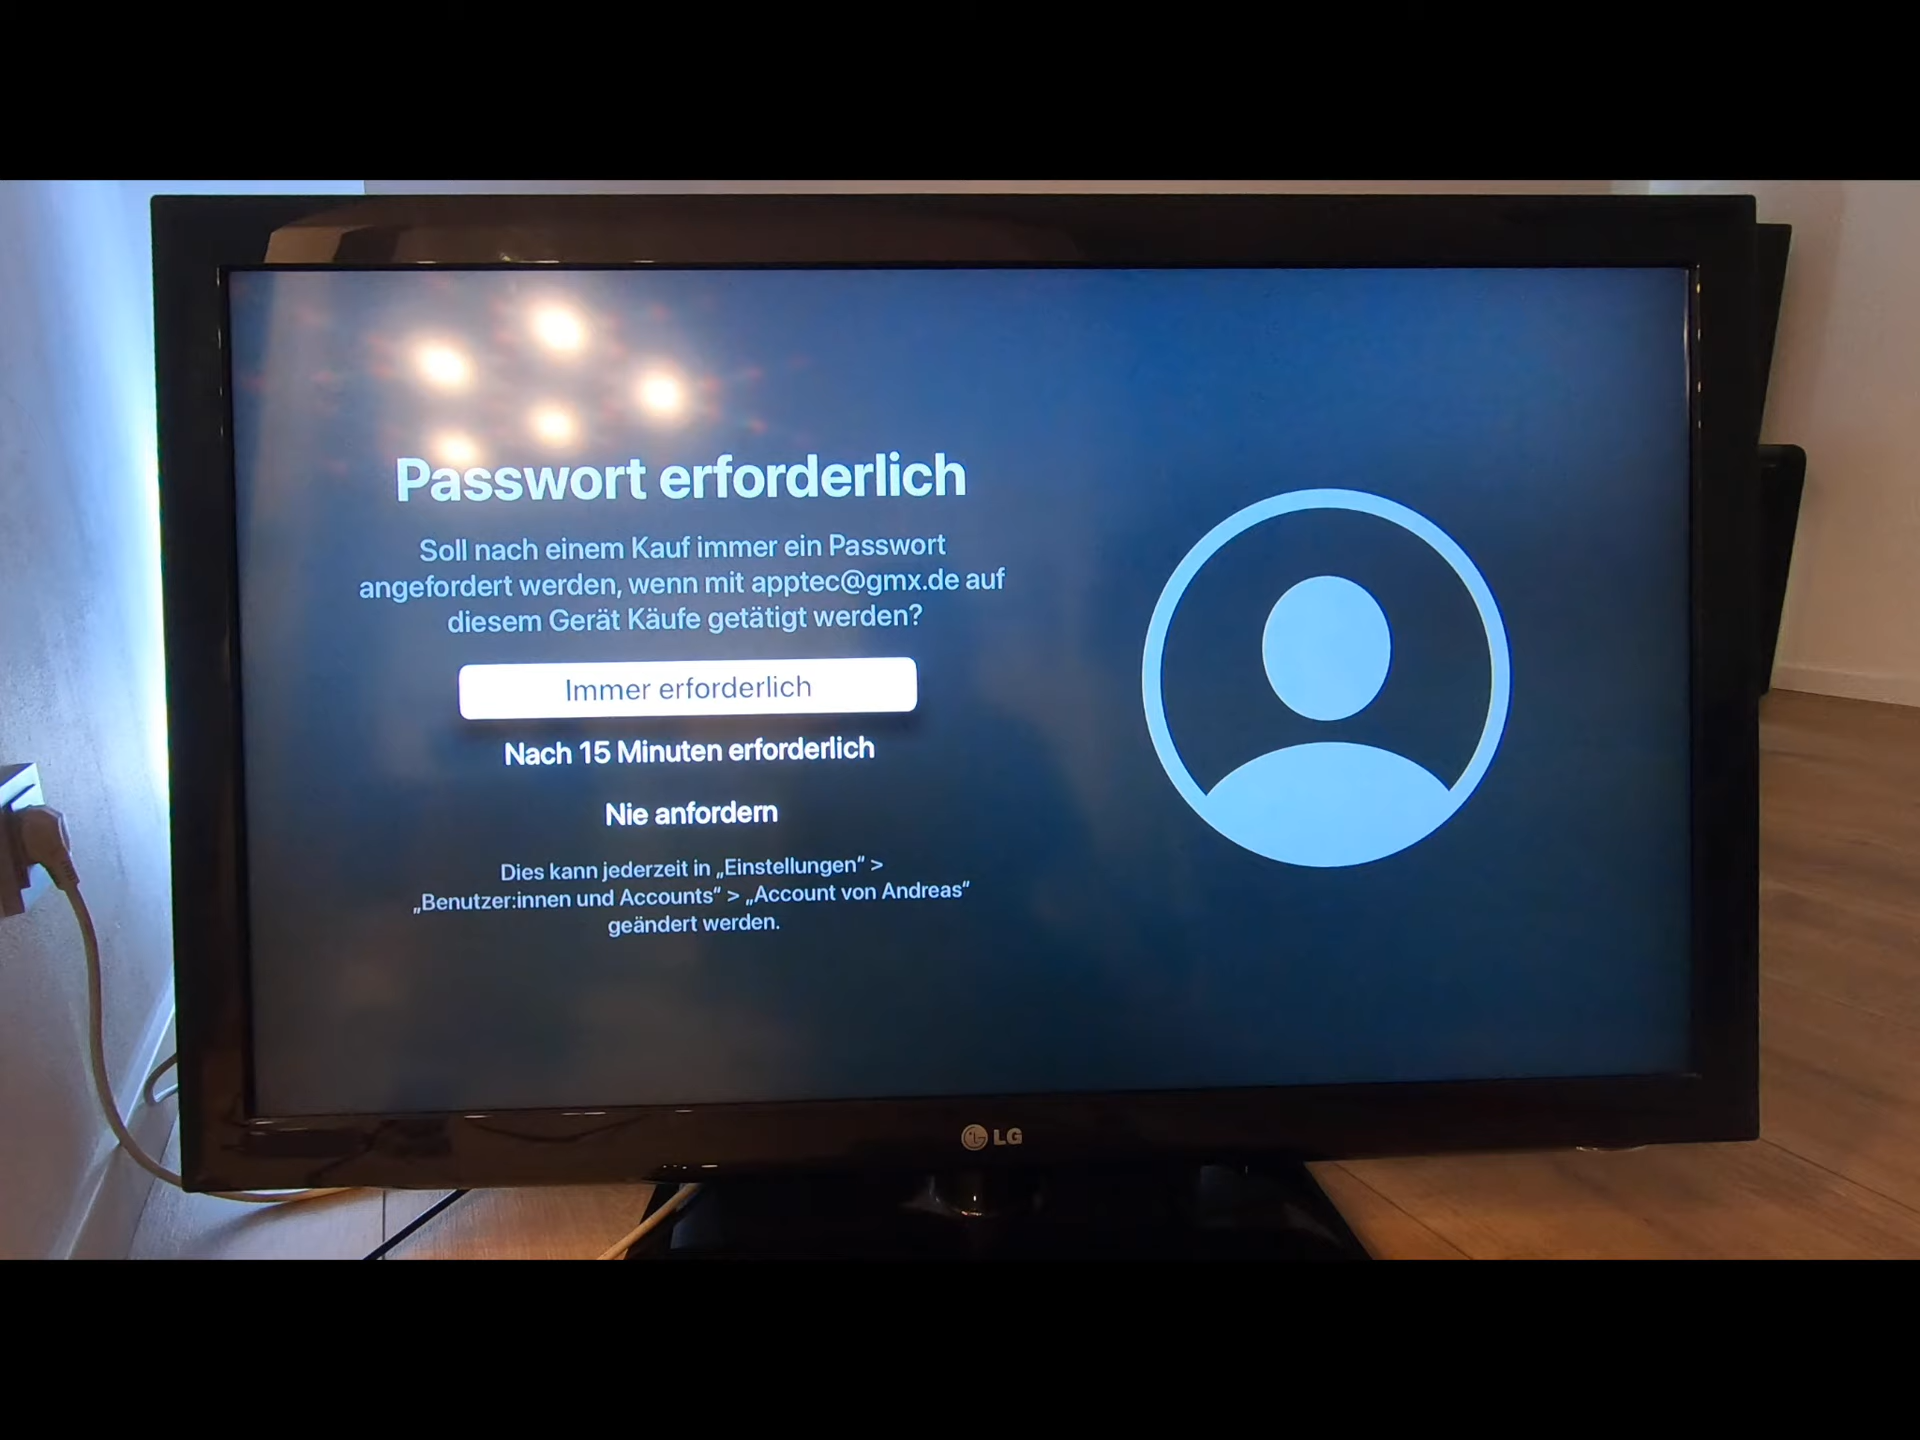 Passwort erforderlich
Soll nach einem Kauf immer ein Passwort
angefordert werden, wenn mit apptec@gmx.de auf
diesem Gerät Käufe getätigt werden?
Immer erforderlich
Nach 15 Minuten erforderlich
Nie anfordern
Dies kann jederzeit in „Einstellungen“ >
„Benutzer:innen und Accounts“ > „Account von Andreas“
geändert werden.
LG